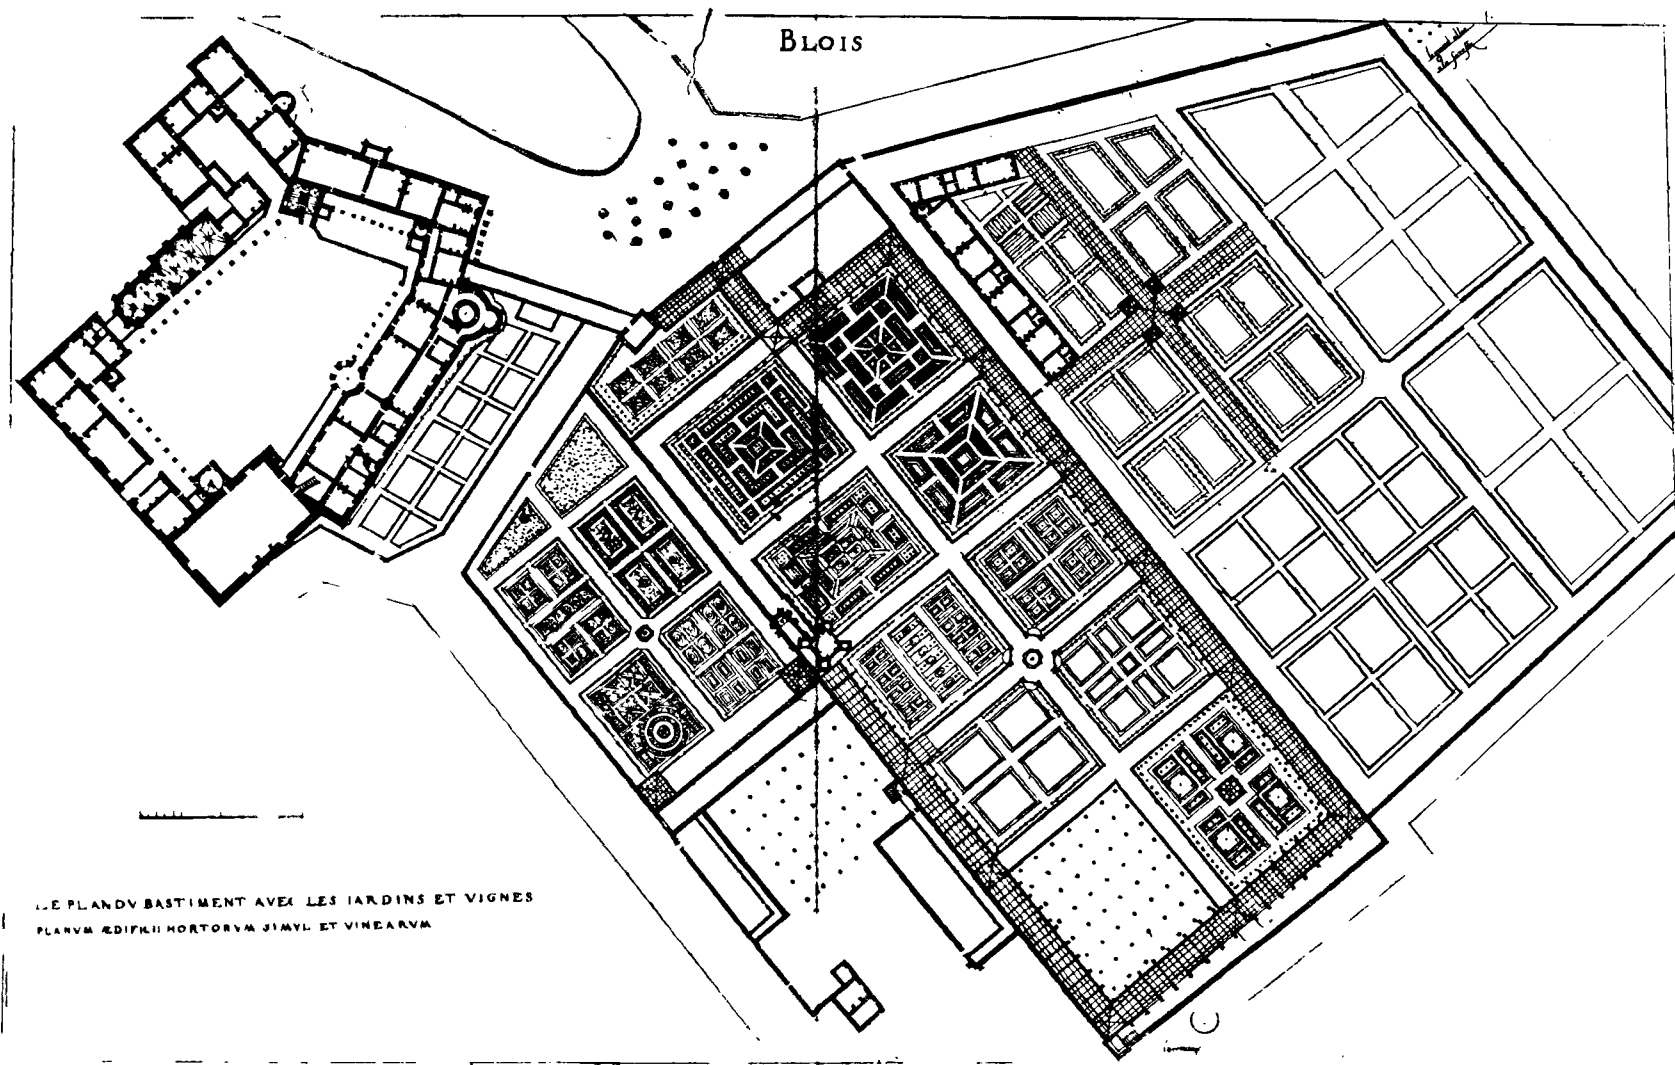 BLOIS
LE PLAN DV BASTIMENT AVEC LES IARDINS ET VIGNES
PLANVM ÆDIFICII HORTORVM SIMVL ET VINEARVM